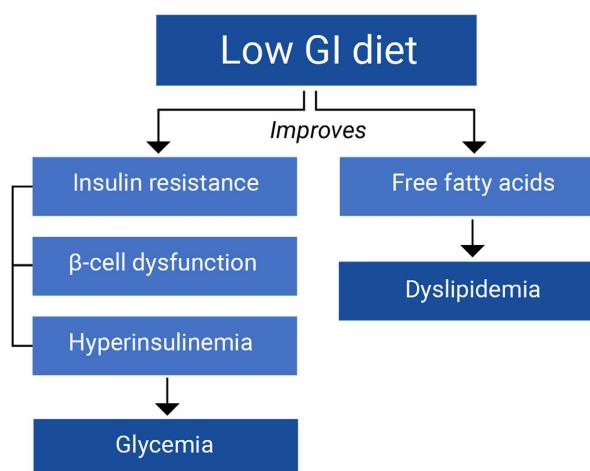 Low GI diet
Improves
Insulin resistance
Free fatty acids
β-cell dysfunction
Dyslipidemia
Hyperinsulinemia
Glycemia